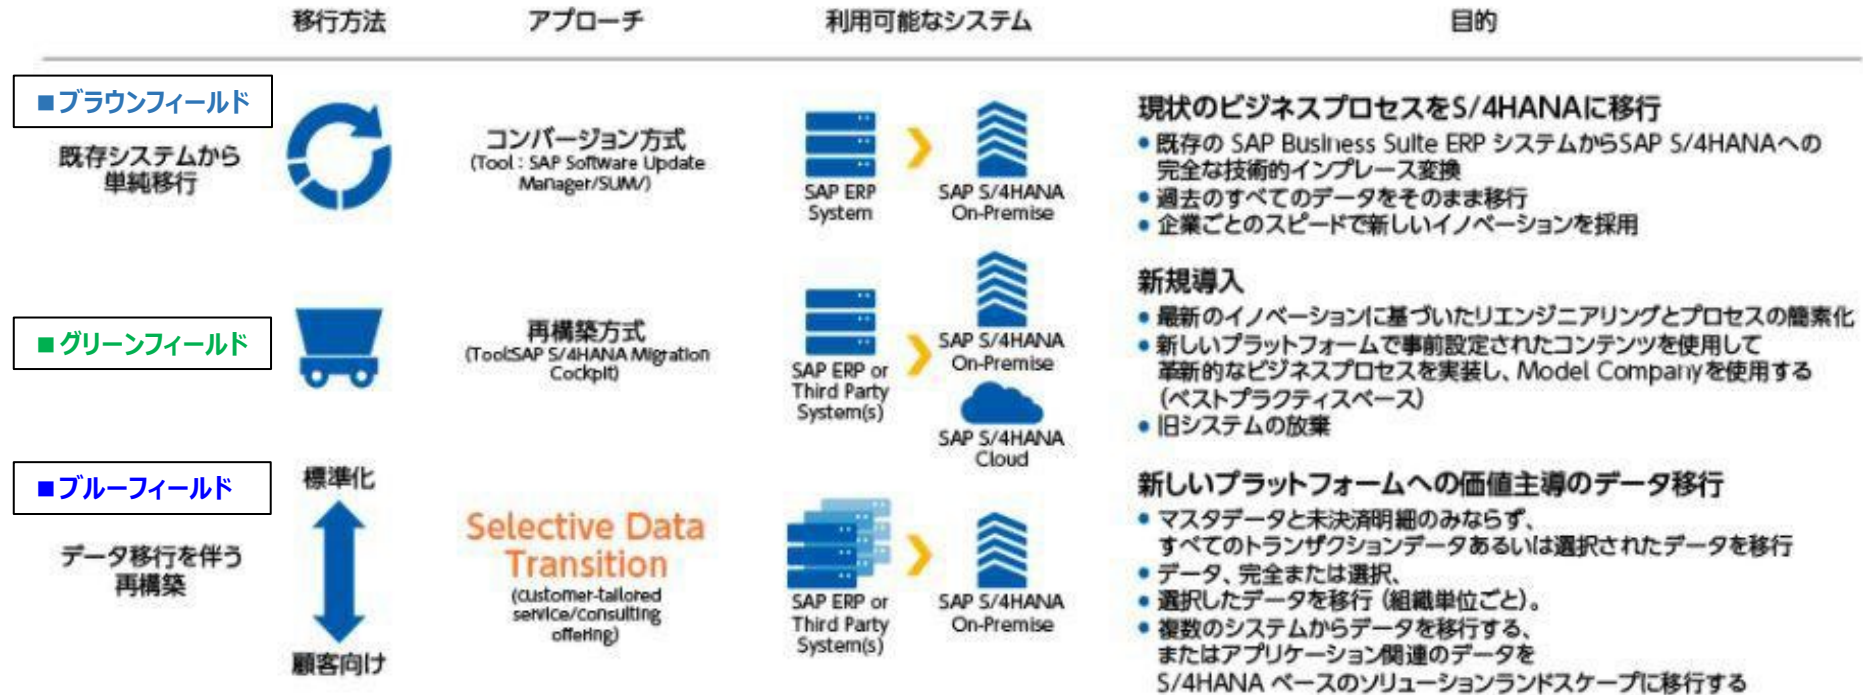 移行方法 アプローチ 利用可能なシステム 目的
■ブラウンフィールド
既存システムから
単純移行
コンバージョン方式
(Tool：SAP Software Update
Manager/SUM/)
SAP ERP
System
SAP S/4HANA
On-Premise
現状のビジネスプロセスをS/4HANAに移行
• 既存の SAP Business Suite ERP システムからSAP S/4HANAへの
完全な技術的インプレース変換
• 過去のすべてのデータをそのまま移行
• 企業ごとのスピードで新しいイノベーションを採用
■グリーンフィールド
再構築方式
(Tool:SAP S/4HANA Migration
Cockpit)
SAP ERP or
Third Party
System(s)
SAP S/4HANA
On-Premise
SAP S/4HANA
Cloud
新規導入
• 最新のイノベーションに基づいたリエンジニアリングとプロセスの簡素化
• 新しいプラットフォームで事前設定されたコンテンツを使用して
革新的なビジネスプロセスを実装し、Model Companyを使用する
（ベストプラクティスベース）
• 旧システムの放棄
■ブルーフィールド
データ移行を伴う
再構築
標準化
顧客向け
Selective Data
Transition
(customer-tailored
service/consulting
offering)
SAP ERP or
Third Party
System(s)
SAP S/4HANA
On-Premise
新しいプラットフォームへの価値主導のデータ移行
• マスタデータと未決済明細のみならず、
すべてのトランザクションデータあるいは選択されたデータを移行
• データ、完全または選択、
• 選択したデータを移行（組織単位ごと）。
• 複数のシステムからデータを移行する、
またはアプリケーション関連のデータを
S/4HANA ベースのソリューションランドスケープに移行する